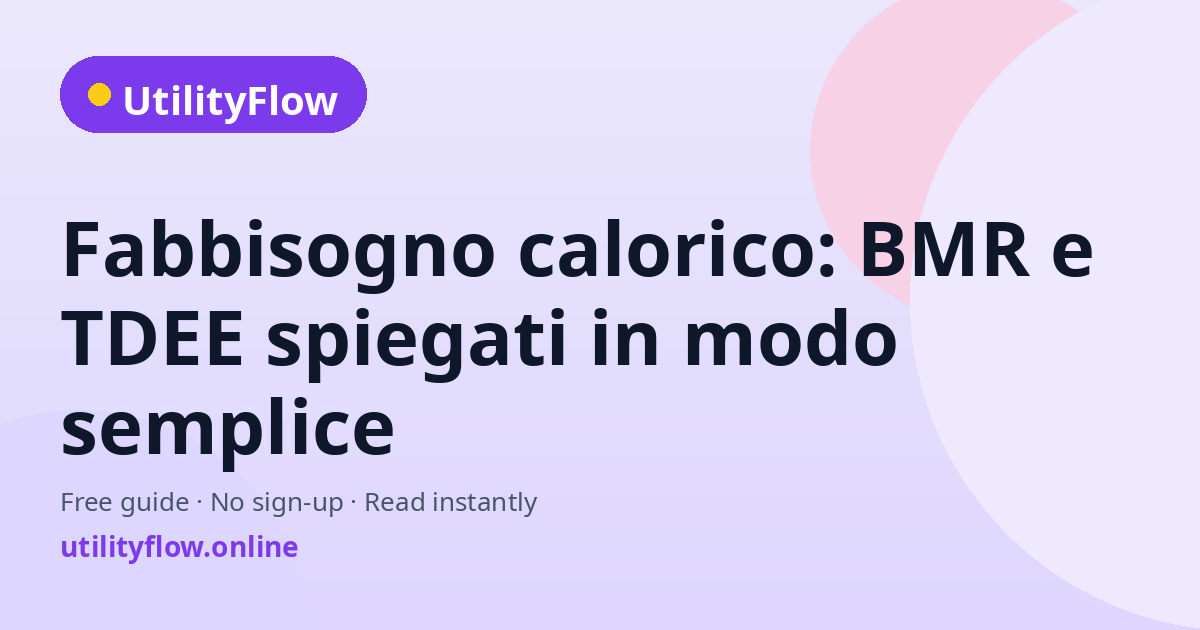 UtilityFlow
Fabbisogno calorico: BMR e
TDEE spiegati in modo
semplice
Free guide · No sign-up · Read instantly
utilityflow.online